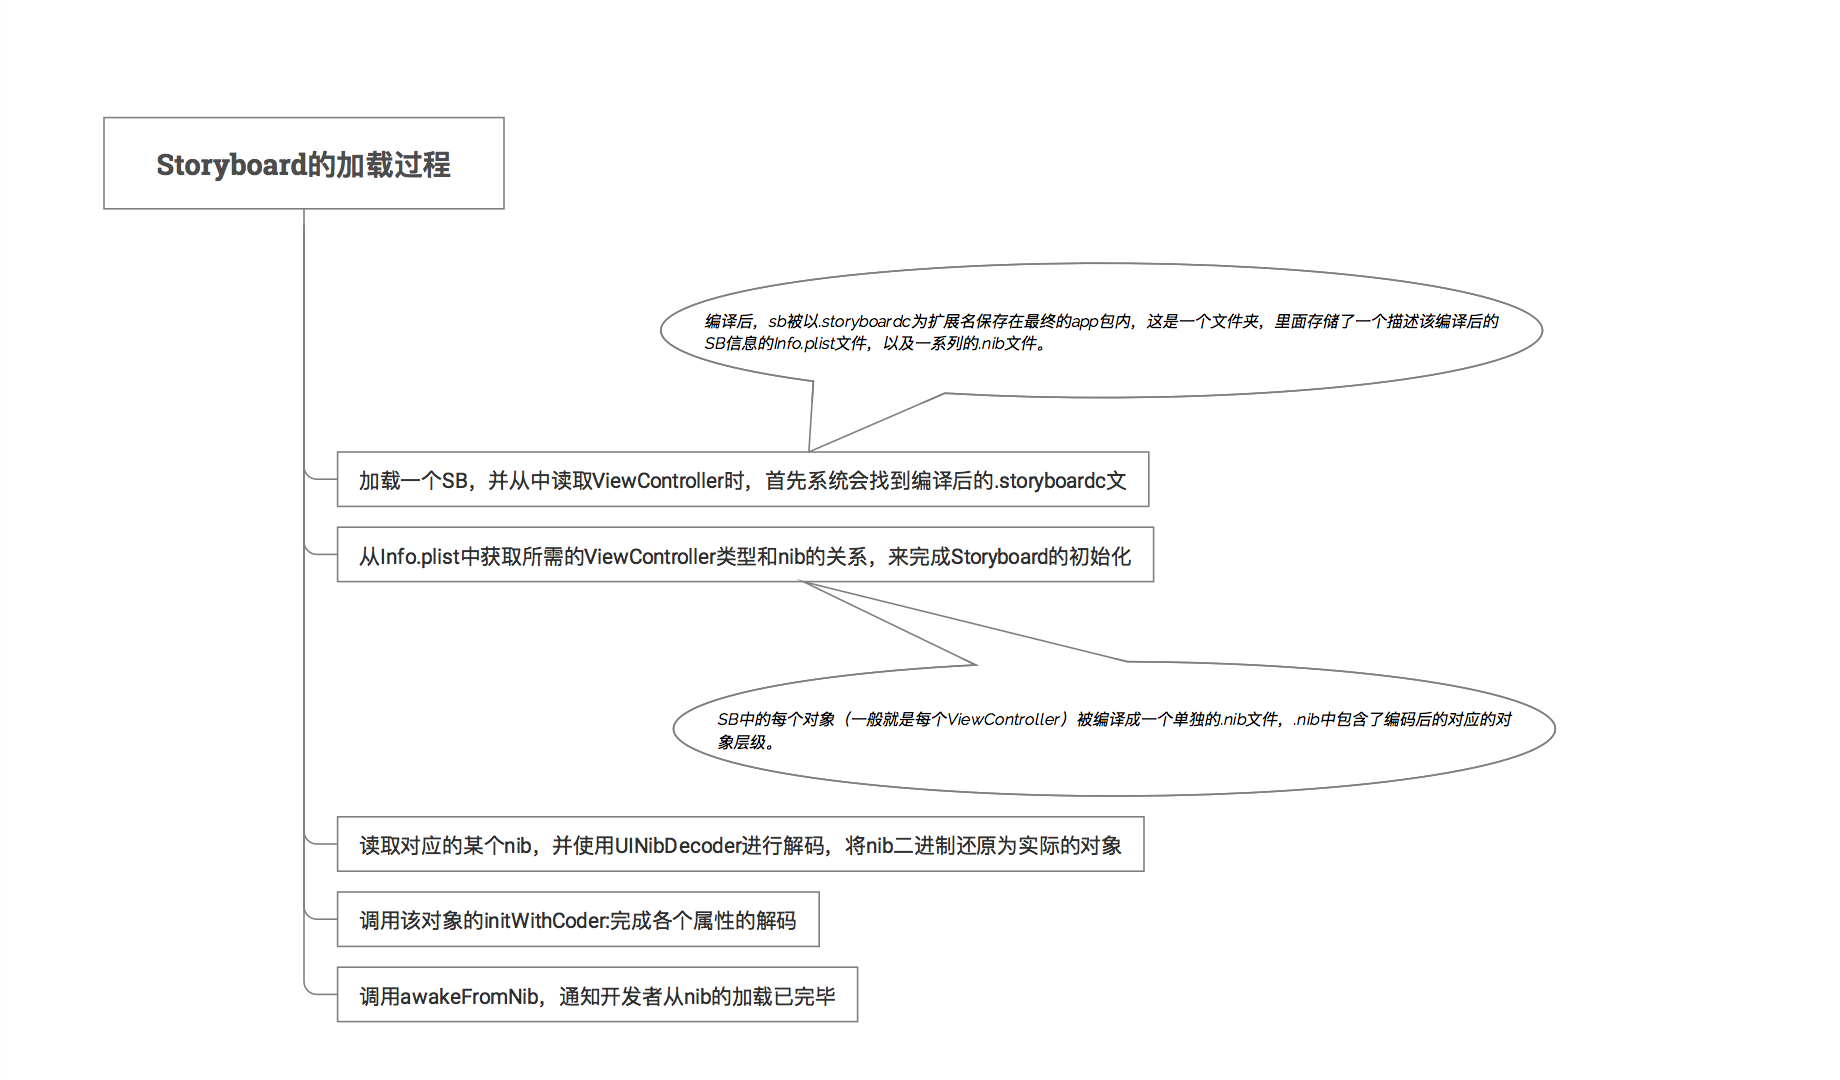 Storyboard的加载过程
编译后，sb被以.storyboardc为扩展名保存在最终的app包内，这是一个文件夹，里面存储了一个描述该编译后的
SB信息的Info.plist文件，以及一系列的.nib文件。
加载一个SB，并从中读取ViewController时，首先系统会找到编译后的.storyboardc文
从Info.plist中获取所需的ViewController类型和nib的关系，来完成Storyboard的初始化
SB中的每个对象（一般就是每个ViewController）被编译成一个单独的.nib文件，.nib中包含了编码后的对应的对
象层级。
读取对应的某个nib，并使用UINibDecoder进行解码，将nib二进制还原为实际的对象
调用该对象的initWithCoder:完成各个属性的解码
调用awakeFromNib，通知开发者从nib的加载已完毕